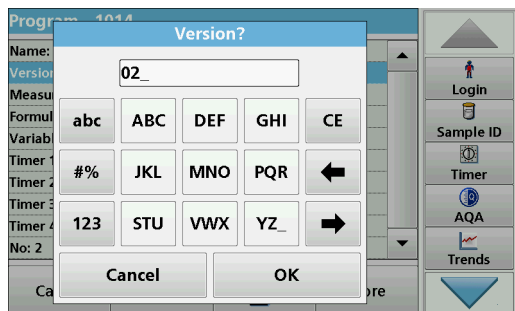 Program 1014
Version?
Name:
Version
02_
Measu
Formul
Variabl
Timer 1
Timer 2
Timer 3
Timer 4
No: 2
abc ABC DEF GHI CE
#% JKL MNO PQR
123 STU VWX YZ_
Cancel OK
Ca ore
Login
Sample ID
Timer
AQA
Trends